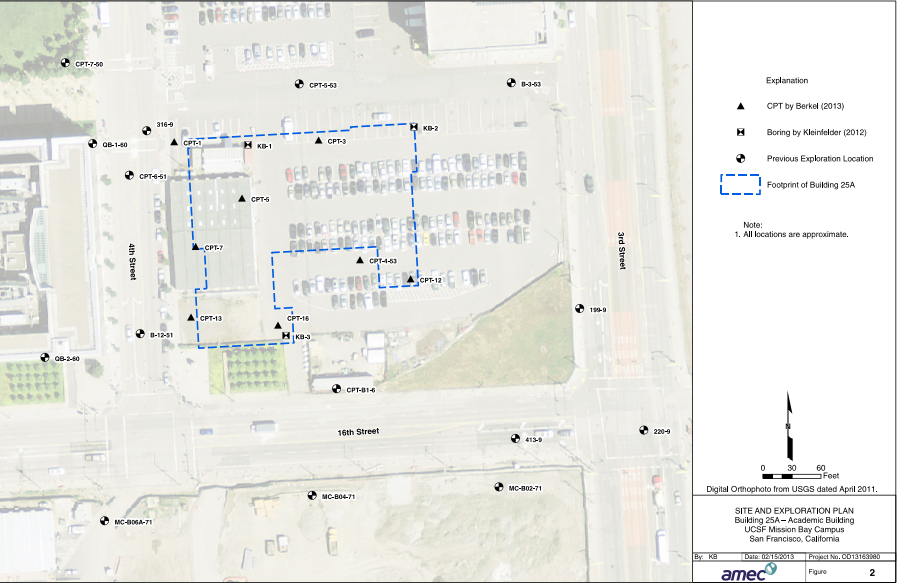 CPT-7-50
CPT-5-53
B-3-53
316-9
QB-1-60
CPT-1
KB-1
CPT-3
KB-2
CPT-6-51
CPT-5
4th Street
CPT-7
CPT-4-53
CPT-12
3rd Street
CPT-13
CPT-16
KB-3
199-9
B-12-51
QB-2-60
CPT-B1-6
16th Street
413-9
220-9
MC-B02-71
MC-B04-71
MC-B06A-71
Explanation
CPT by Berkel (2013)
Boring by Kleinfelder (2012)
Previous Exploration Location
Footprint of Building 25A
Note:
1. All locations are approximate.
N
0 30 60
Feet
Digital Orthophoto from USGS dated April 2011.
SITE AND EXPLORATION PLAN
Building 25A – Academic Building
UCSF Mission Bay Campus
San Francisco, California
By: KB Date: 02/15/2013 Project No. OD13163980
amec Figure 2